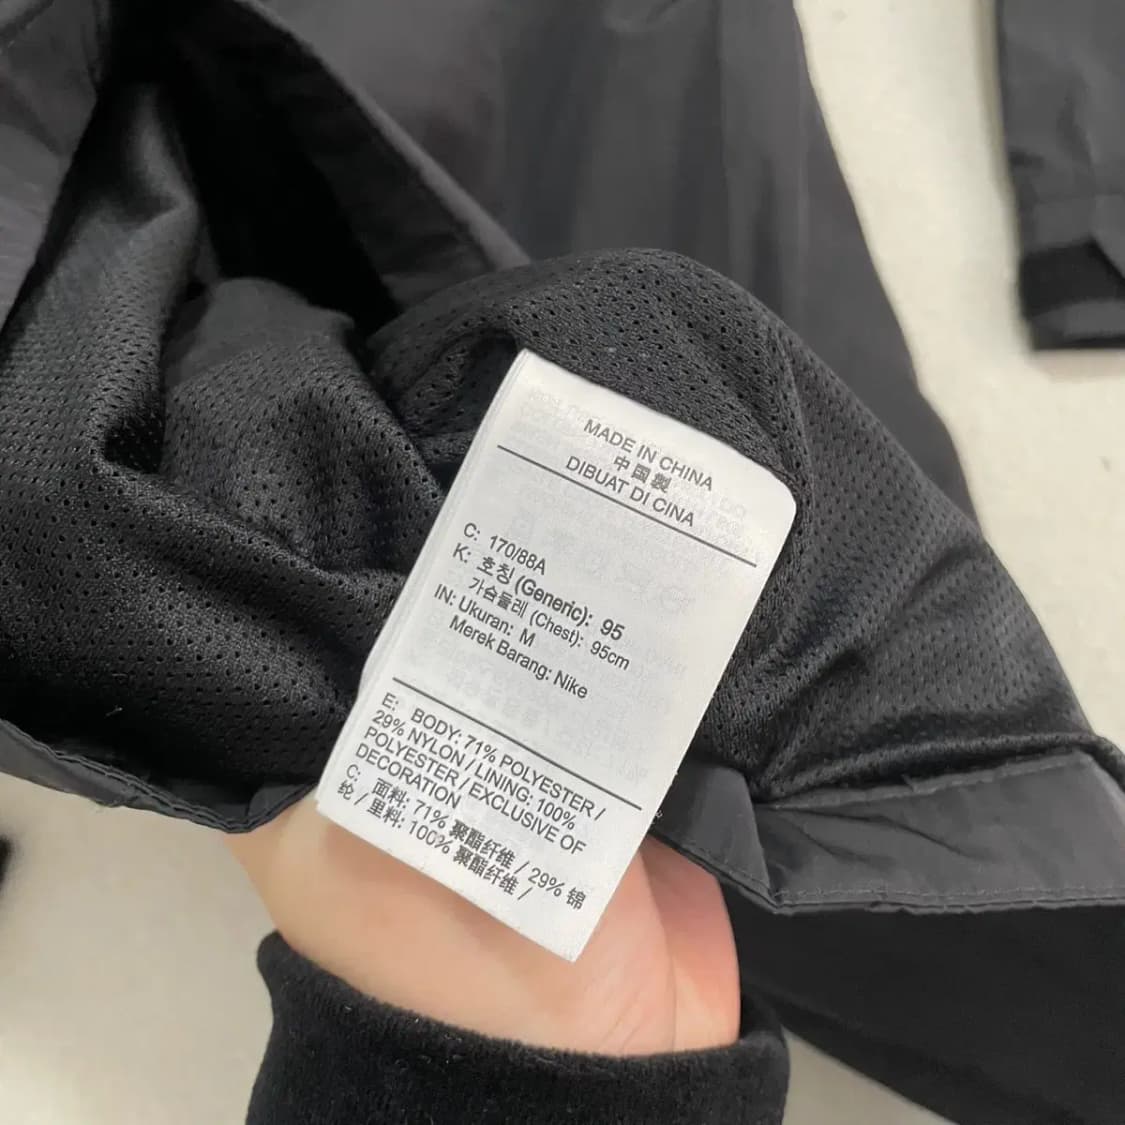 MADE IN CHINA
中国製
DIBUAT DI CINA
C: 170/88A
K: 호칭 (Generic): 95
가슴둘레 (Chest): 95cm
IN: Ukuran: M
Merek Barang: Nike
E: BODY: 71% POLYESTER /
29% NYLON / LINING: 100%
POLYESTER / EXCLUSIVE OF
DECORATION
C: 面料: 71% 聚酯纤维 / 29% 锦
纶 / 里料: 100% 聚酯纤维 /